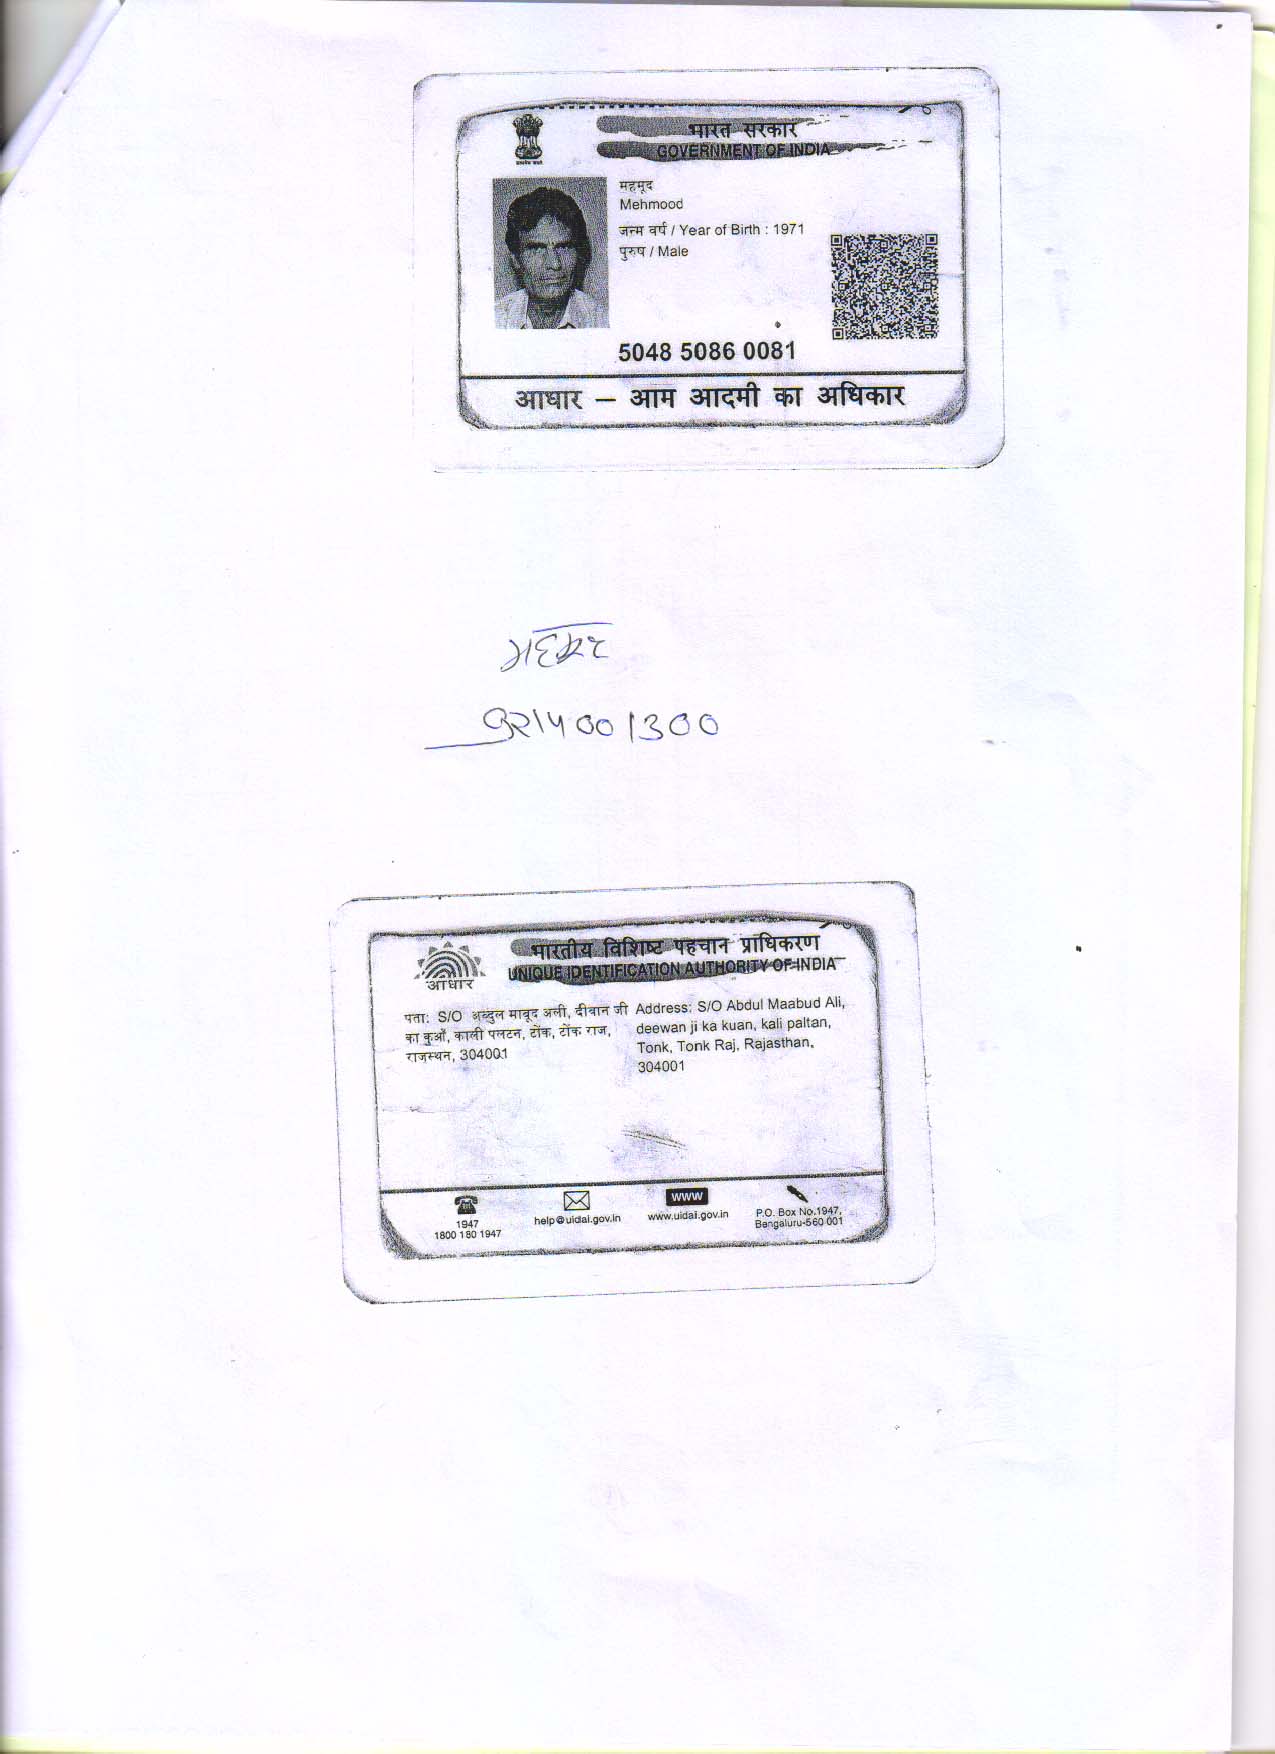 भारत सरकार
GOVERNMENT OF INDIA
महमूद
Mehmood
जन्म वर्ष / Year of Birth : 1971
पुरुष / Male
5048 5086 0081
आधार – आम आदमी का अधिकार
भारतीय विशिष्ट पहचान प्राधिकरण
UNIQUE IDENTIFICATION AUTHORITY OF INDIA
आधार
पता: S/O अब्दुल माबूद अली, दीवान जी
का कुआँ, काली पलटन, टोंक, टोंक राज,
राजस्थान, 304001
Address: S/O Abdul Maabud Ali,
deewan ji ka kuan, kali paltan,
Tonk, Tonk Raj, Rajasthan,
304001
1947
1800 180 1947
help@uidai.gov.in
www
www.uidai.gov.in
P.O. Box No.1947,
Bengaluru-560 001